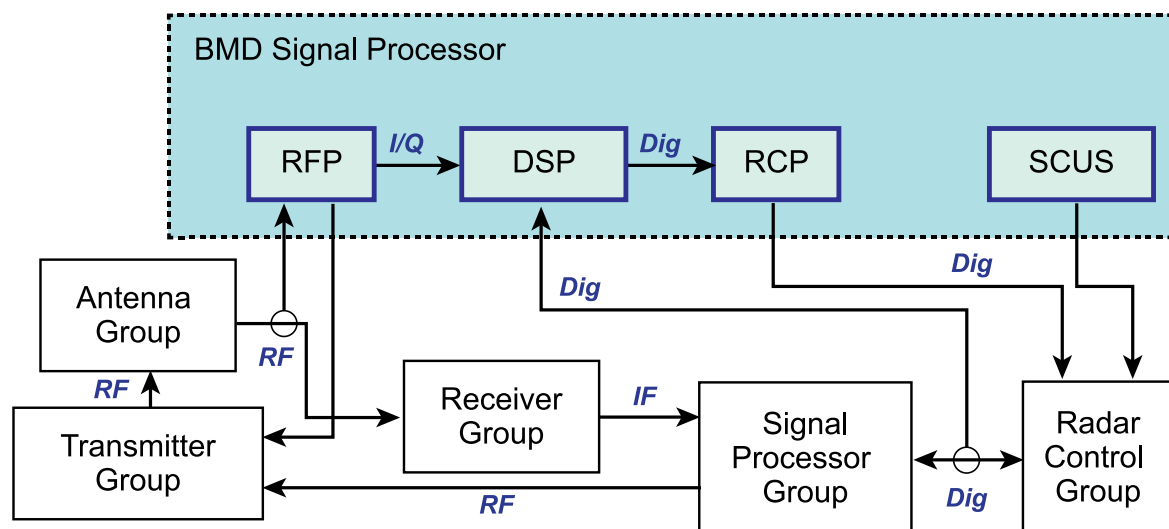 BMD Signal Processor
I/Q
Dig
RFP
DSP
RCP
SCUS
Dig
Dig
Antenna
Group
RF
RF
Receiver
Group
IF
Transmitter
Group
Signal
Processor
Group
Radar
Control
Group
RF
Dig